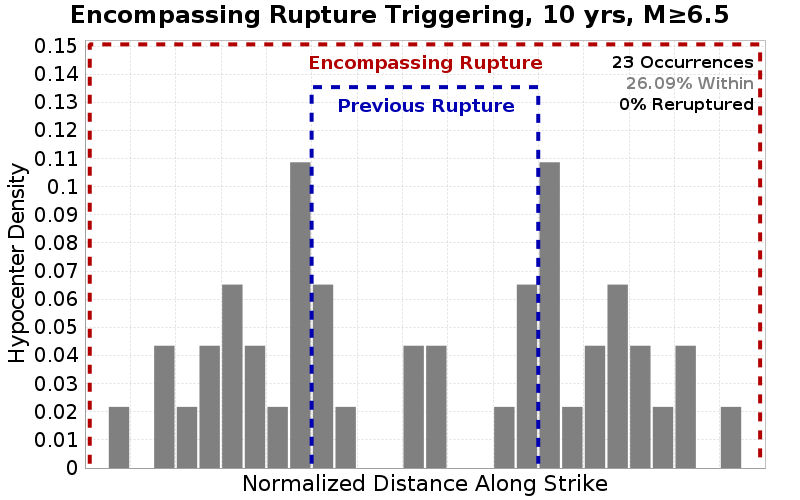 Encompassing Rupture Triggering, 10 yrs, M≥6.5
Encompassing Rupture
Previous Rupture
23 Occurrences
26.09% Within
0% Reruptured
Hypocenter Density
0.15
0.14
0.13
0.12
0.11
0.1
0.09
0.08
0.07
0.06
0.05
0.04
0.03
0.02
0.01
0
Normalized Distance Along Strike